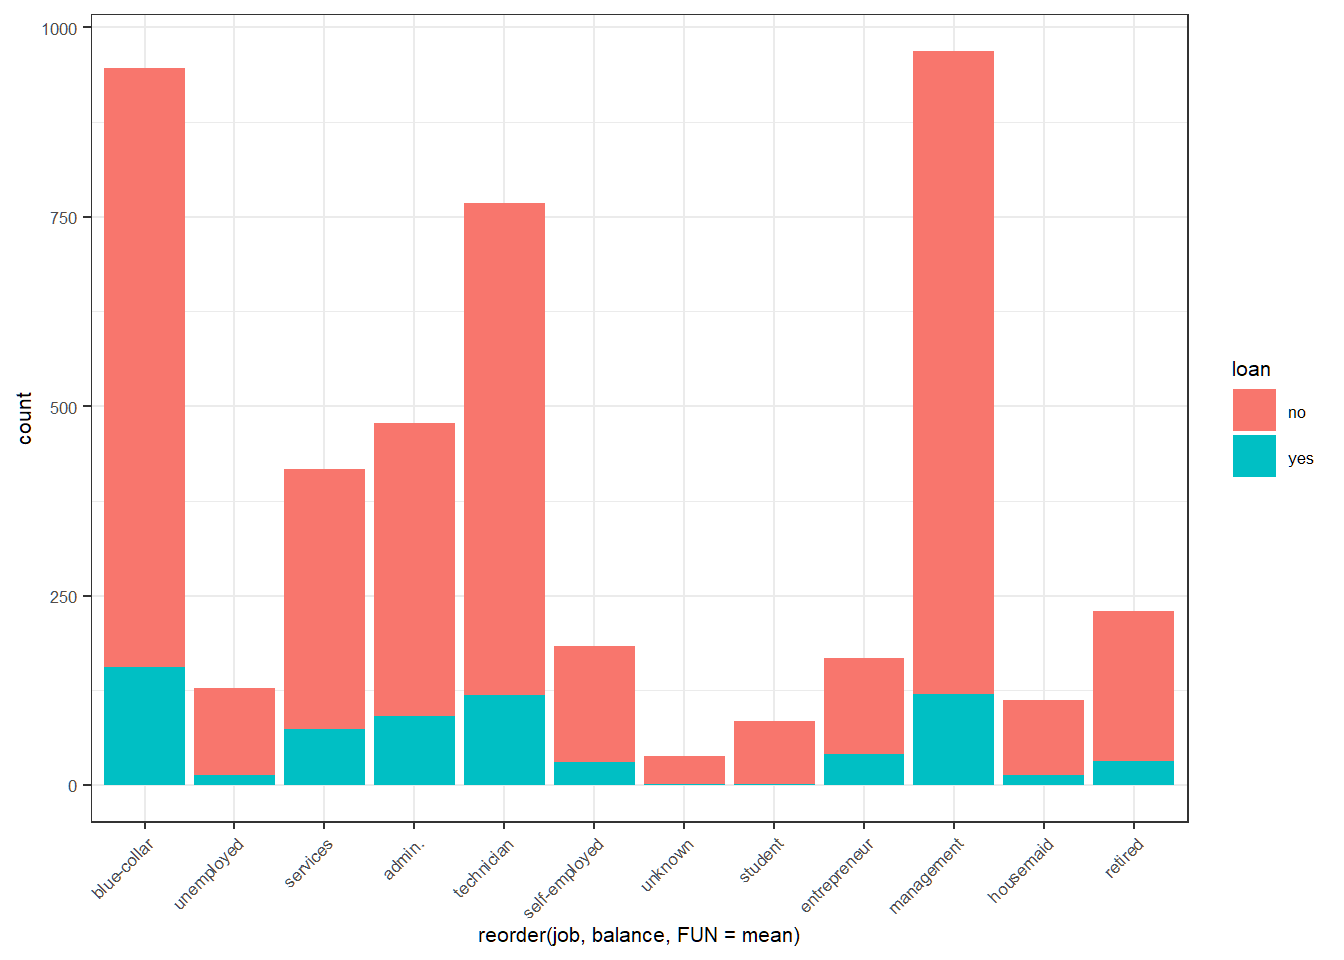 1000
750
500
250
0
count
blue-collar
unemployed
services
admin.
technician
self-employed
unknown
student
entrepreneur
management
housemaid
retired
reorder(job, balance, FUN = mean)
loan
no
yes